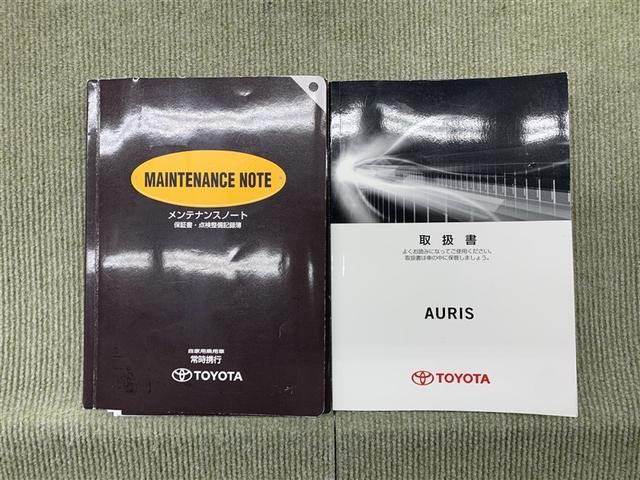 MAINTENANCE NOTE
メンテナンスノート
保証書・点検整備記録簿
自家用乗用車
常時携行
TOYOTA
取扱書
よくお読みになってご使用ください。
取扱書は車の中に保管しましょう。
AURIS
TOYOTA